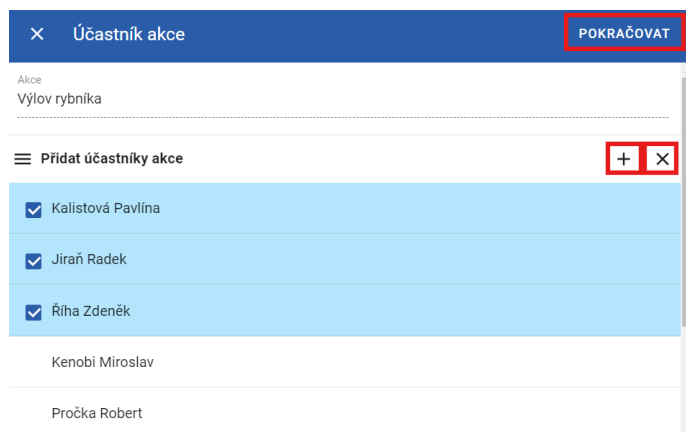 Účastník akce
POKRAČOVAT
Akce
Výlov rybníka
Přidat účastníky akce
Kalistová Pavlína
Jiraň Radek
Říha Zdeněk
Kenobi Miroslav
Pročka Robert